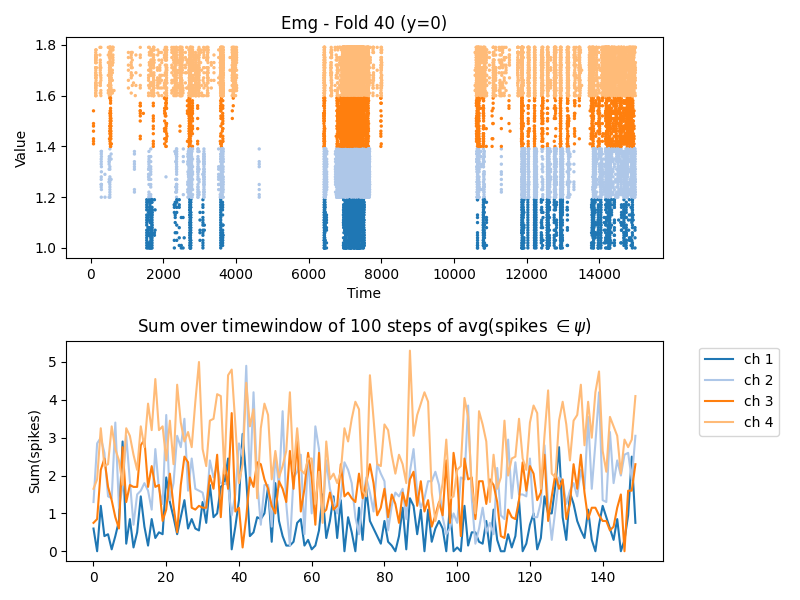 Emg - Fold 40 (y=0)
1.8
1.6
1.4
1.2
1.0
Value
0 2000 4000 6000 8000 10000 12000 14000
Time
Sum over timewindow of 100 steps of avg(spikes ∈ ψ)
5
4
3
2
1
0
Sum(spikes)
0 20 40 60 80 100 120 140
ch 1
ch 2
ch 3
ch 4